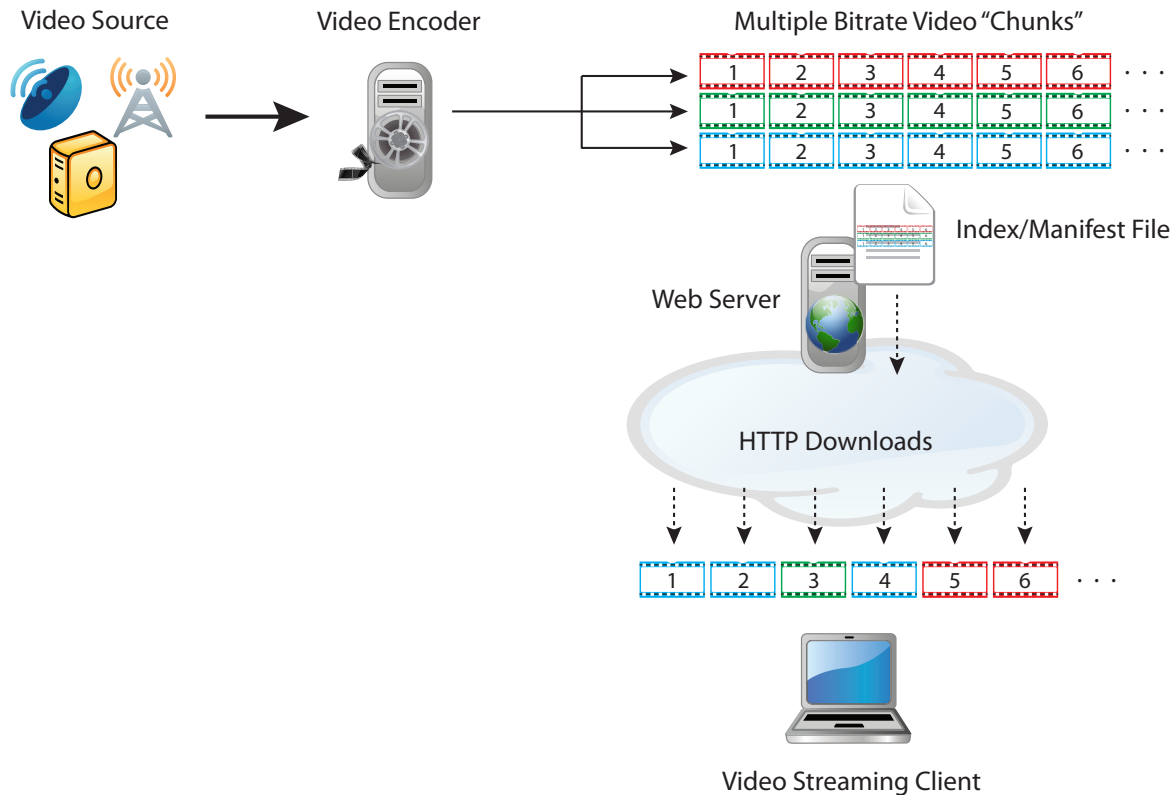 Video Source
Video Encoder
Multiple Bitrate Video “Chunks”
1 2 3 4 5 6 . . .
1 2 3 4 5 6 . . .
1 2 3 4 5 6 . . .
Index/Manifest File
Web Server
HTTP Downloads
1 2 3 4 5 6 . . .
Video Streaming Client